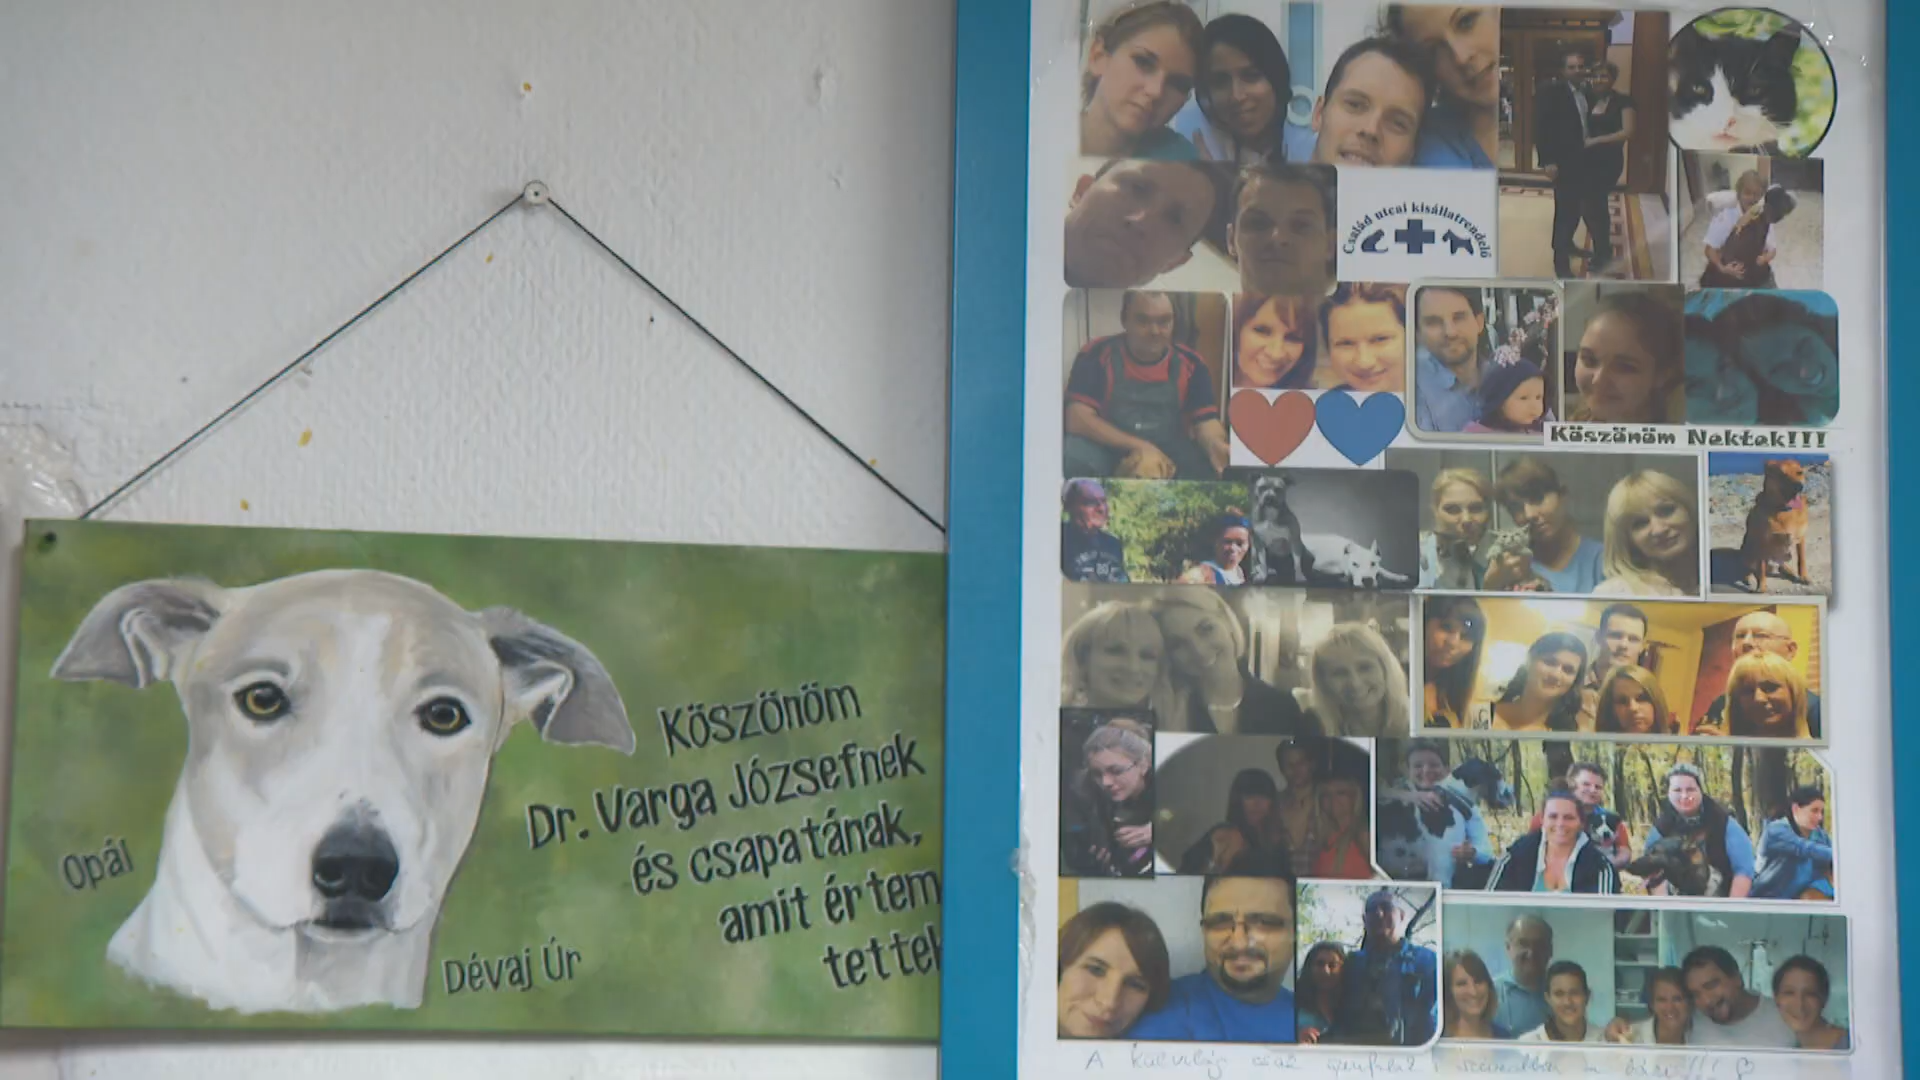 Opál
Dévaj Úr
Köszönöm
Dr. Varga Józsefnek
és csapatának,
amit értem
tettek
Család utcai kisállatrendelő
Köszönöm Nektek!!!
A